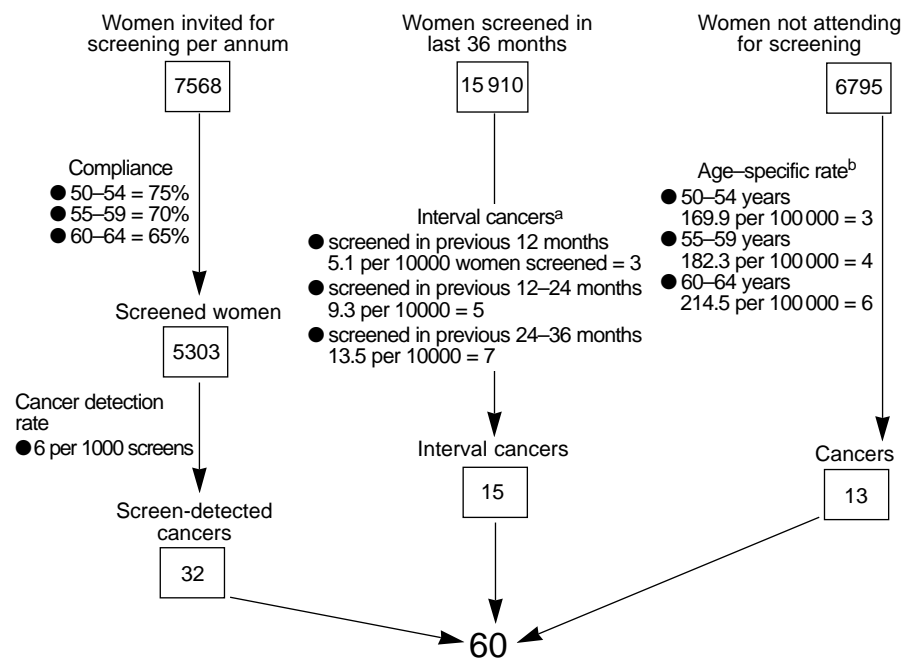 Women invited for
screening per annum
7568
Compliance
● 50–54 = 75%
● 55–59 = 70%
● 60–64 = 65%
Screened women
5303
Cancer detection
rate
● 6 per 1000 screens
Screen-detected
cancers
32
Women screened in
last 36 months
15 910
Interval cancersᵃ
● screened in previous 12 months
5.1 per 10000 women screened = 3
● screened in previous 12–24 months
9.3 per 10000 = 5
● screened in previous 24–36 months
13.5 per 10000 = 7
Interval cancers
15
Women not attending
for screening
6795
Age–specific rateᵇ
● 50–54 years
169.9 per 100 000 = 3
● 55–59 years
182.3 per 100 000 = 4
● 60–64 years
214.5 per 100 000 = 6
Cancers
13
60